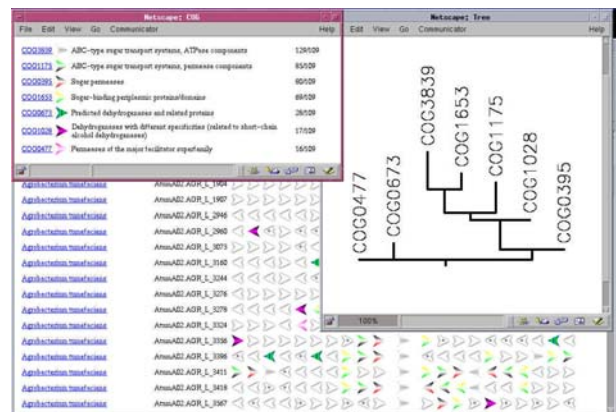 Netscape: COG
File Edit View Go Communicator Help
COG3839 ABC-type sugar transport systems, ATPase components 129/109
COG1175 ABC-type sugar transport systems, permease components 85/109
COG0395 Sugar permeases 80/109
COG1653 Sugar-binding periplasmic proteins/domains 69/109
COG0673 Predicted dehydrogenases and related proteins 28/109
COG1028 Dehydrogenases with different specificities (related to short-chain
alcohol dehydrogenases) 17/109
COG0477 Permeases of the major facilitator superfamily 16/109
Netscape: Tree
Edit View Go Communicator Help
COG0477
COG0673
COG3839
COG1653
COG1175
COG1028
COG0395
100%
Agrobacterium tumefaciens AtumAD2.AGR_L_1904
Agrobacterium tumefaciens AtumAD2.AGR_L_1907
Agrobacterium tumefaciens AtumAD2.AGR_L_2946
Agrobacterium tumefaciens AtumAD2.AGR_L_2960
Agrobacterium tumefaciens AtumAD2.AGR_L_3073
Agrobacterium tumefaciens AtumAD2.AGR_L_3160
Agrobacterium tumefaciens AtumAD2.AGR_L_3244
Agrobacterium tumefaciens AtumAD2.AGR_L_3276
Agrobacterium tumefaciens AtumAD2.AGR_L_3278
Agrobacterium tumefaciens AtumAD2.AGR_L_3324
Agrobacterium tumefaciens AtumAD2.AGR_L_3356
Agrobacterium tumefaciens AtumAD2.AGR_L_3396
Agrobacterium tumefaciens AtumAD2.AGR_L_3411
Agrobacterium tumefaciens AtumAD2.AGR_L_3418
Agrobacterium tumefaciens AtumAD2.AGR_L_3567